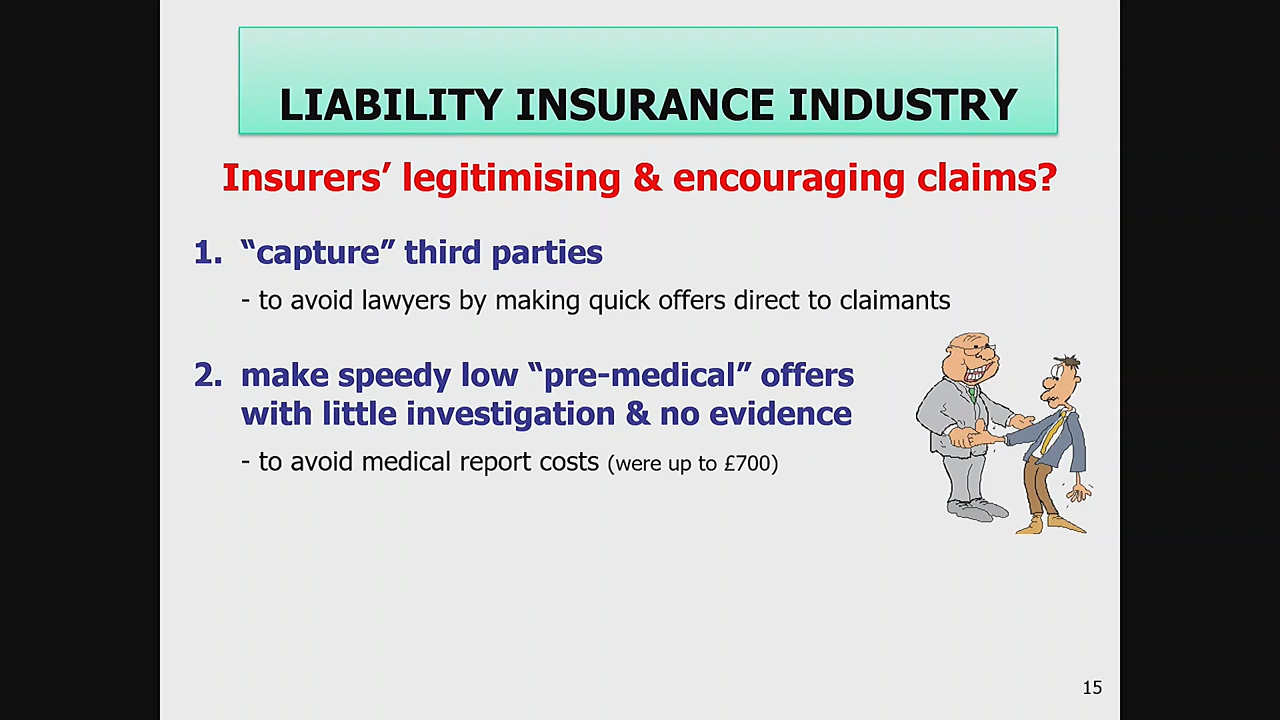 LIABILITY INSURANCE INDUSTRY
Insurers’ legitimising & encouraging claims?
1. “capture” third parties
- to avoid lawyers by making quick offers direct to claimants
2. make speedy low “pre-medical” offers
with little investigation & no evidence
- to avoid medical report costs (were up to £700)
15